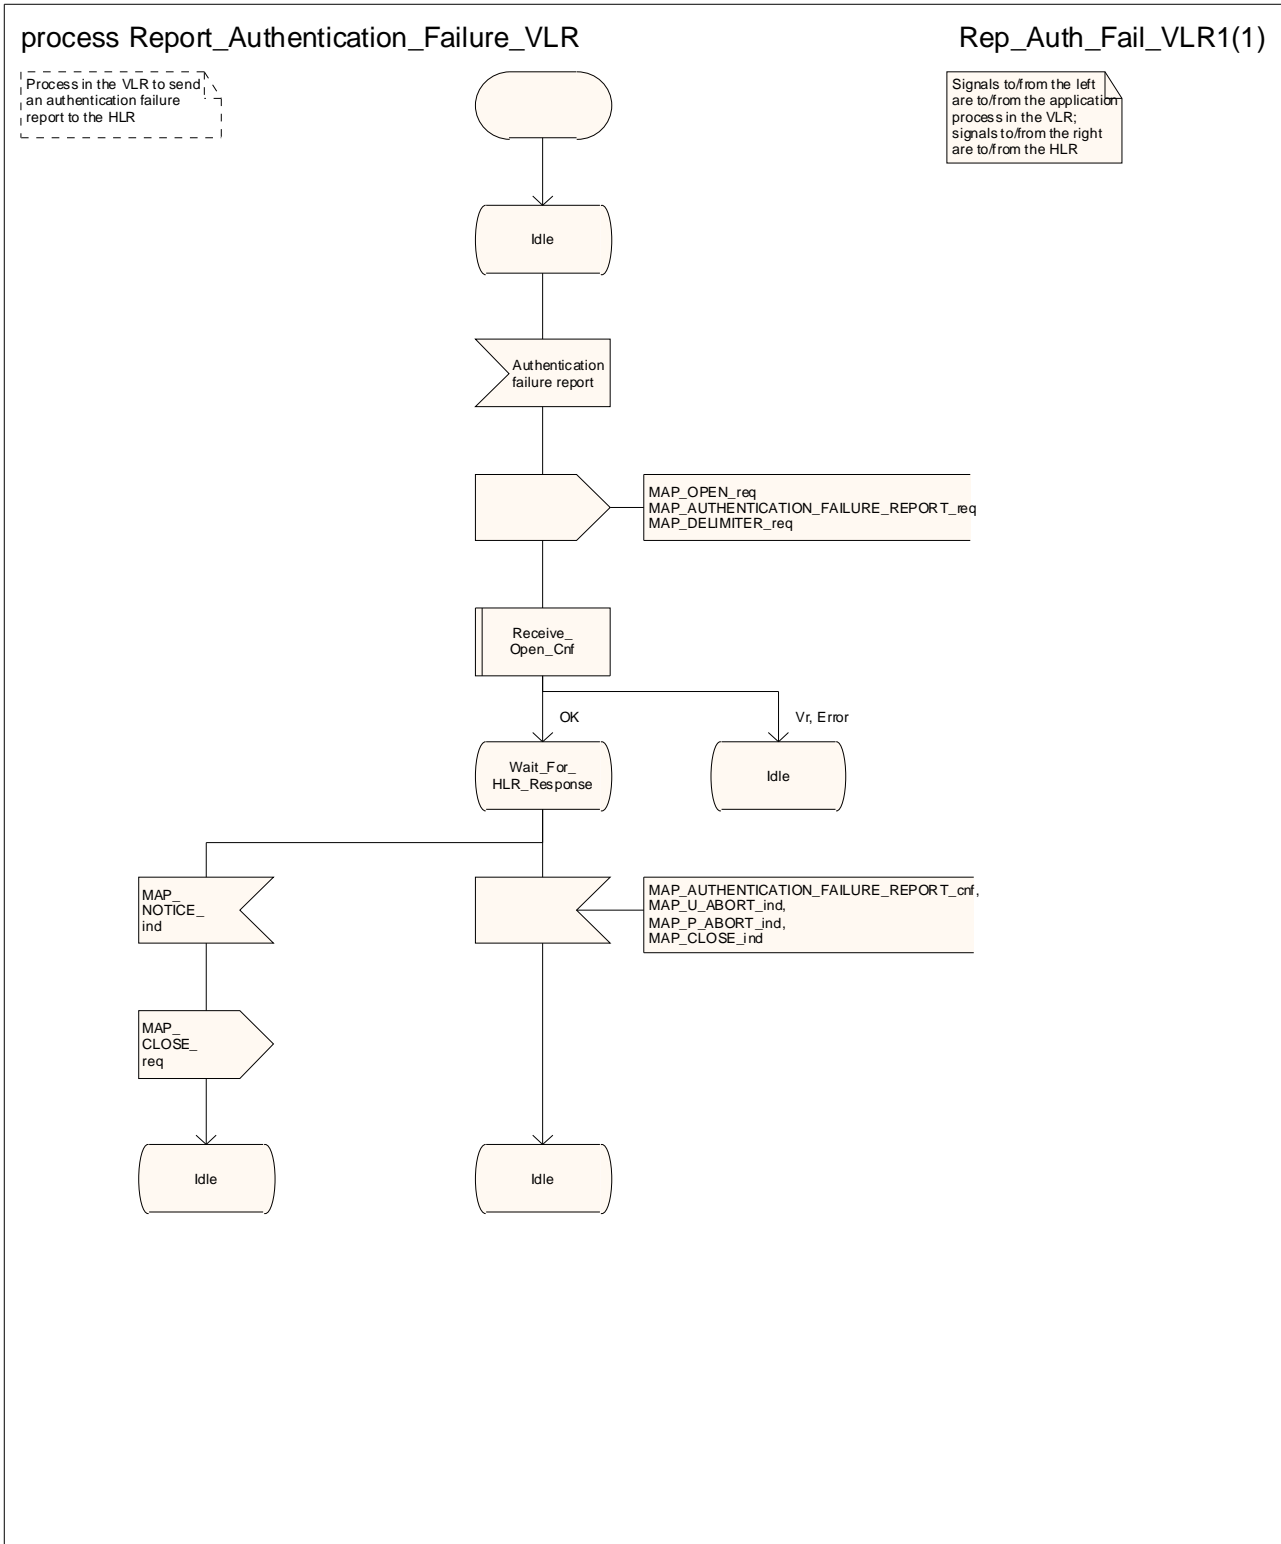 process Report_Authentication_Failure_VLR
Rep_Auth_Fail_VLR1(1)
Process in the VLR to send
an authentication failure
report to the HLR
Signals to/from the left
are to/from the application
process in the VLR;
signals to/from the right
are to/from the HLR
Idle
Authentication
failure report
MAP_OPEN_req
MAP_AUTHENTICATION_FAILURE_REPORT_req
MAP_DELIMITER_req
Receive_
Open_Cnf
OK
Vr, Error
Wait_For_
HLR_Response
Idle
MAP_
NOTICE_
ind
MAP_AUTHENTICATION_FAILURE_REPORT_cnf,
MAP_U_ABORT_ind,
MAP_P_ABORT_ind,
MAP_CLOSE_ind
MAP_
CLOSE_
req
Idle
Idle